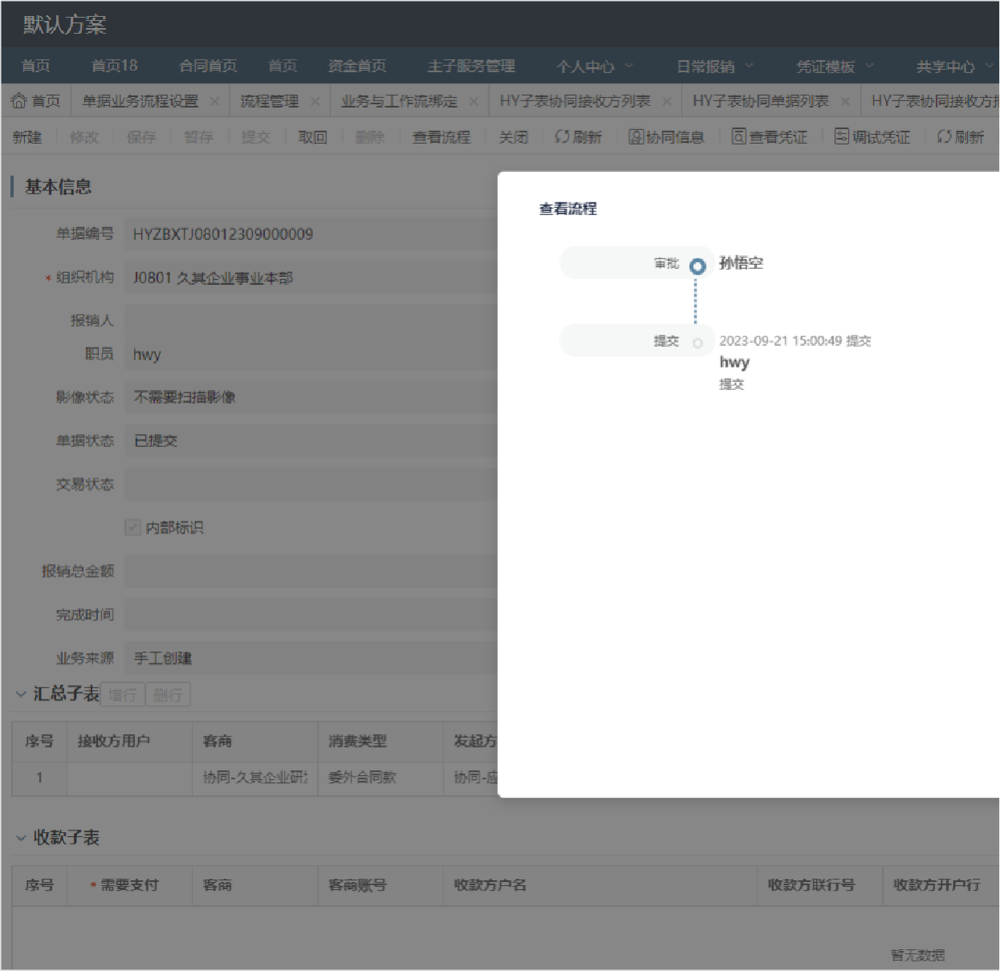 默认方案
首页 首页18 合同首页 首页 资金首页 主子服务管理 个人中心 日常报销 凭证模板 共享中心
首页 单据业务流程设置 流程管理 业务与工作流绑定 HY子表协同接收方列表 HY子表协同单据列表 HY子表协同接收方
新建 修改 保存 暂存 提交 取回 删除 查看流程 关闭 刷新 协同信息 查看凭证 调试凭证 刷新
基本信息
单据编号 HYZBXTJ08012309000009
* 组织机构 J0801 久其企业事业本部
报销人
职员 hwy
影像状态 不需要扫描影像
单据状态 已提交
交易状态
内部标识
报销总金额
完成时间
业务来源 手工创建
汇总子表 增行 删行
序号 接收方用户 客商 消费类型 发起方
1 协同-久其企业研 委外合同款 协同-应
收款子表
序号 * 需要支付 客商 客商账号 收款方户名 收款方联行号 收款方开户行
暂无数据
查看流程
审批 孙悟空
提交 2023-09-21 15:00:49 提交
hwy
提交